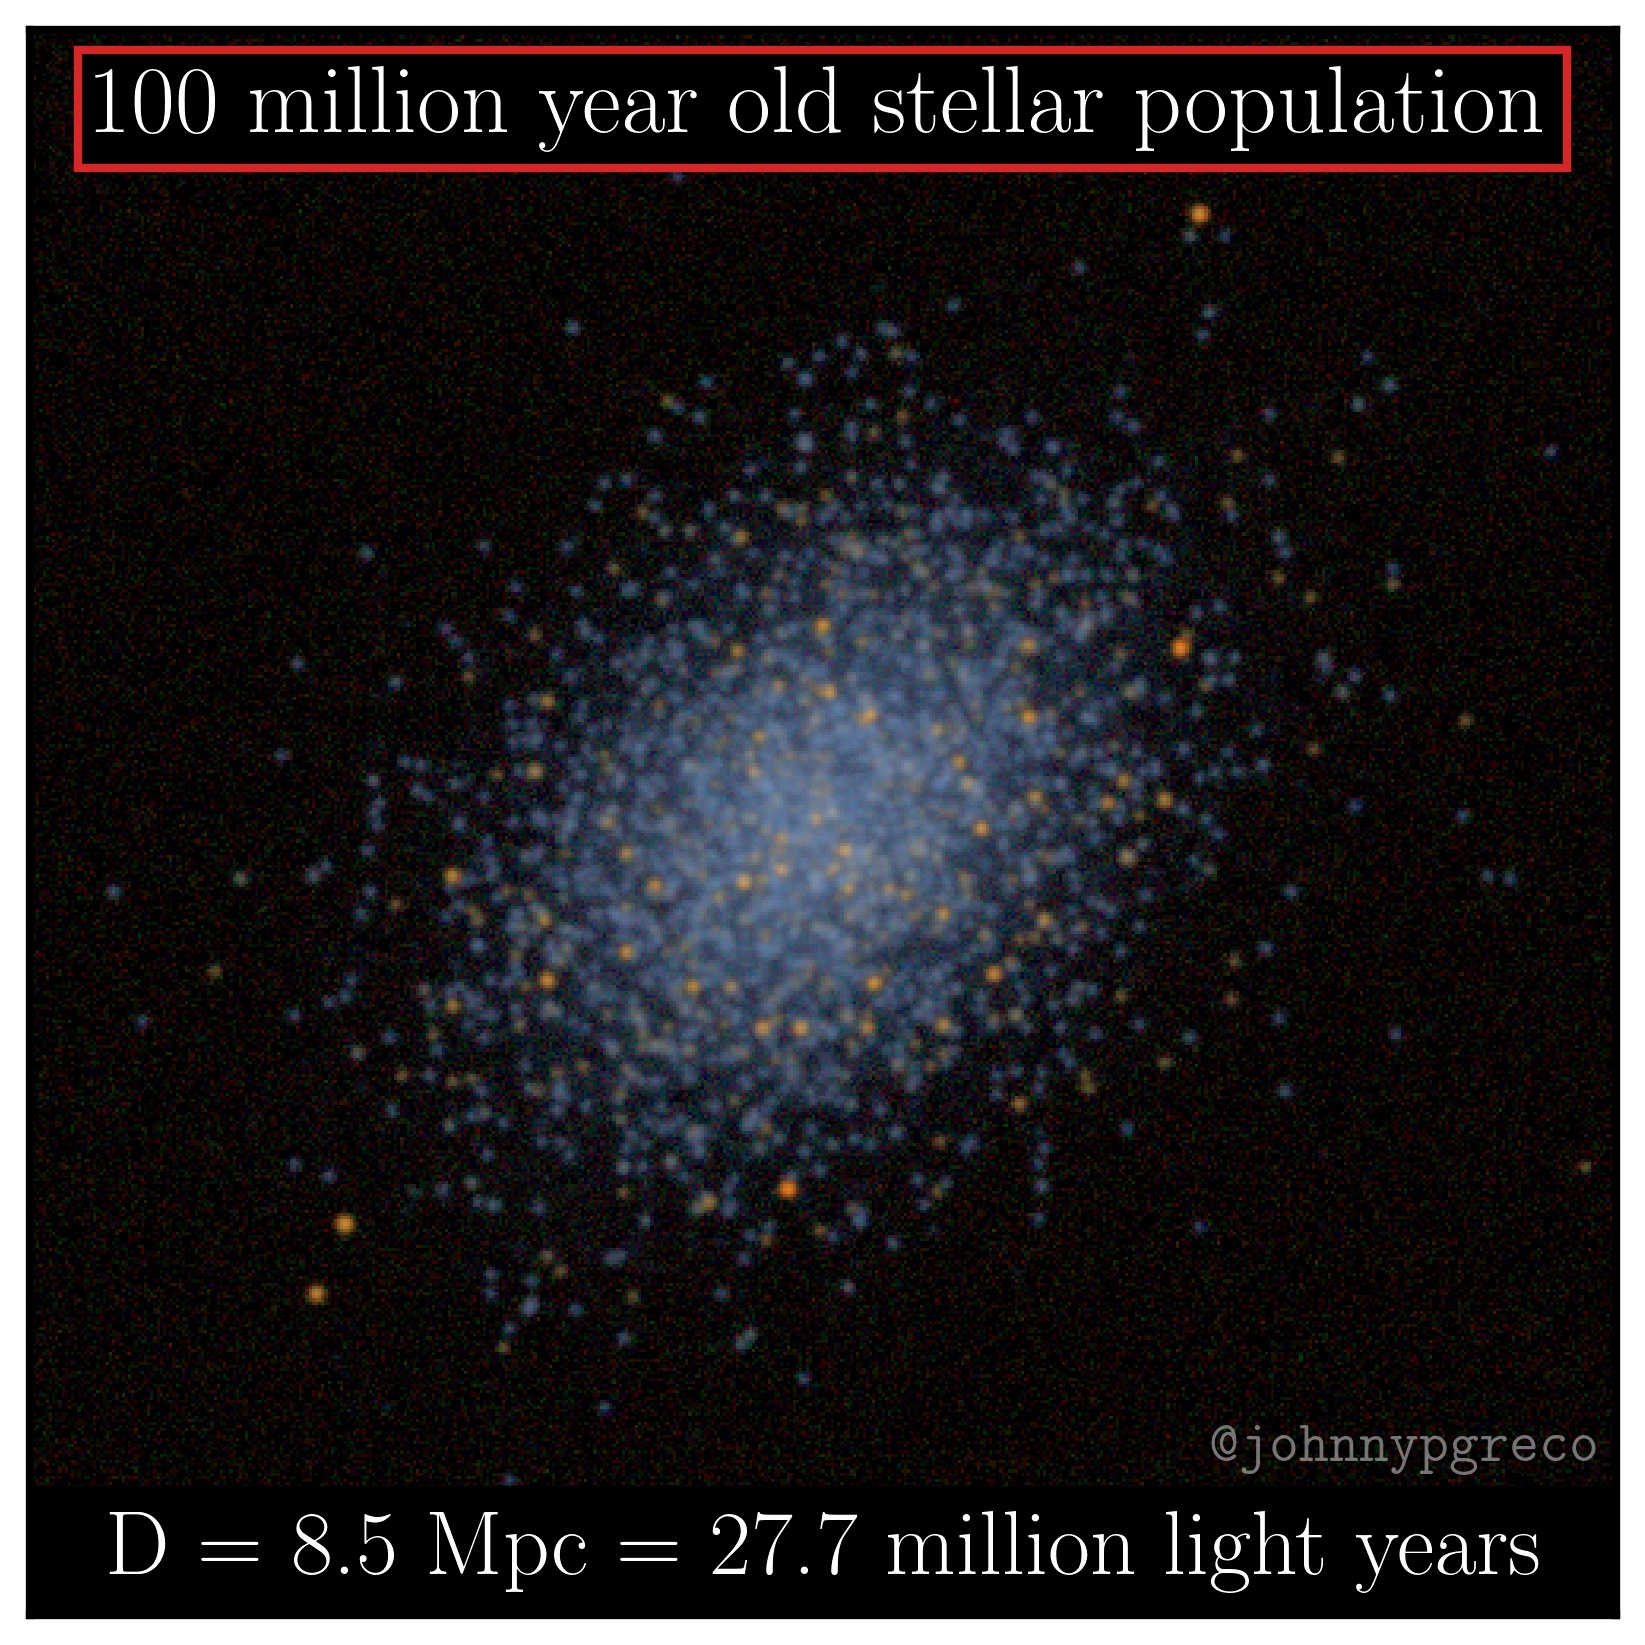 100 million year old stellar population
@johnnypgreco
D = 8.5 Mpc = 27.7 million light years